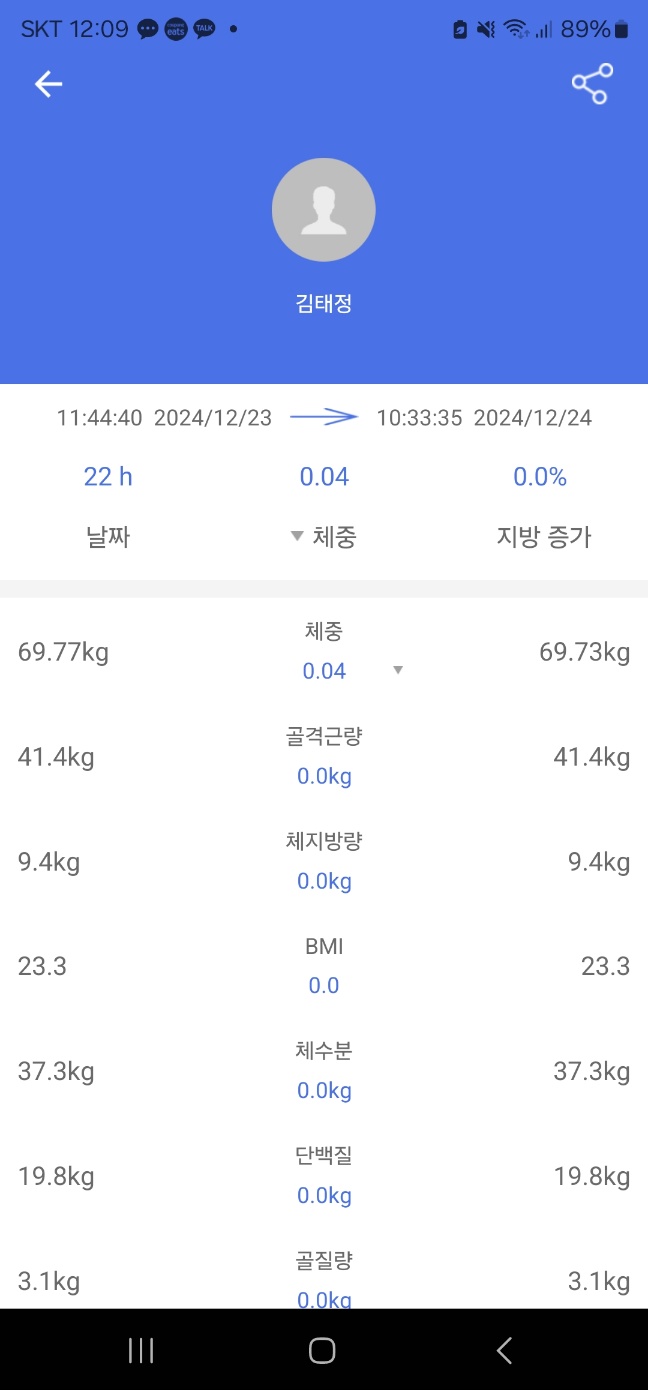 SKT 12:09 eats TALK 89%
김태정
11:44:40 2024/12/23 10:33:35 2024/12/24
22 h 0.04 0.0%
날짜 ▼ 체중 지방 증가
체중
69.77kg 0.04 ▼ 69.73kg
골격근량
41.4kg 0.0kg 41.4kg
체지방량
9.4kg 0.0kg 9.4kg
BMI
23.3 0.0 23.3
체수분
37.3kg 0.0kg 37.3kg
단백질
19.8kg 0.0kg 19.8kg
골질량
3.1kg 0.0kg 3.1kg